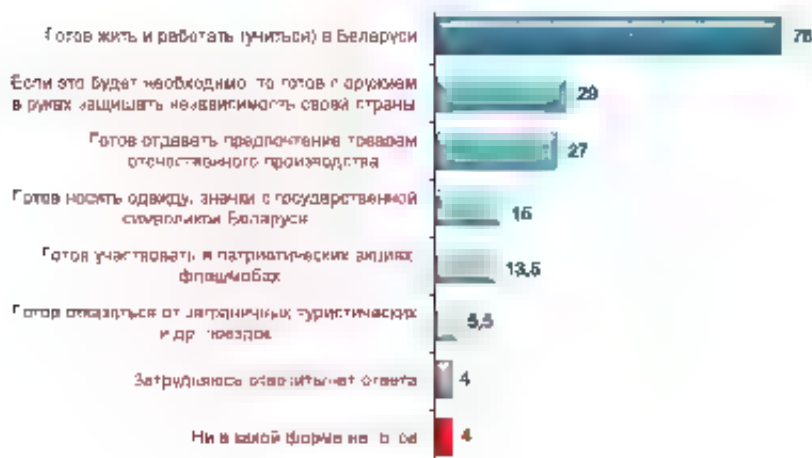 Готов жить и работать (учиться) в Беларуси
78
Если это будет необходимо, то готов с оружием
в руках защищать независимость своей страны
29
Готов отдавать предпочтение товарам
отечественного производства
27
Готов носить одежду, значки с государственной
символикой Беларуси
15
Готов участвовать в патриотических акциях,
флешмобах
13,5
Готов отказаться от заграничных туристических
и др. поездок
5,5
Затрудняюсь ответить/нет ответа
4
Ни в какой форме не готов
4